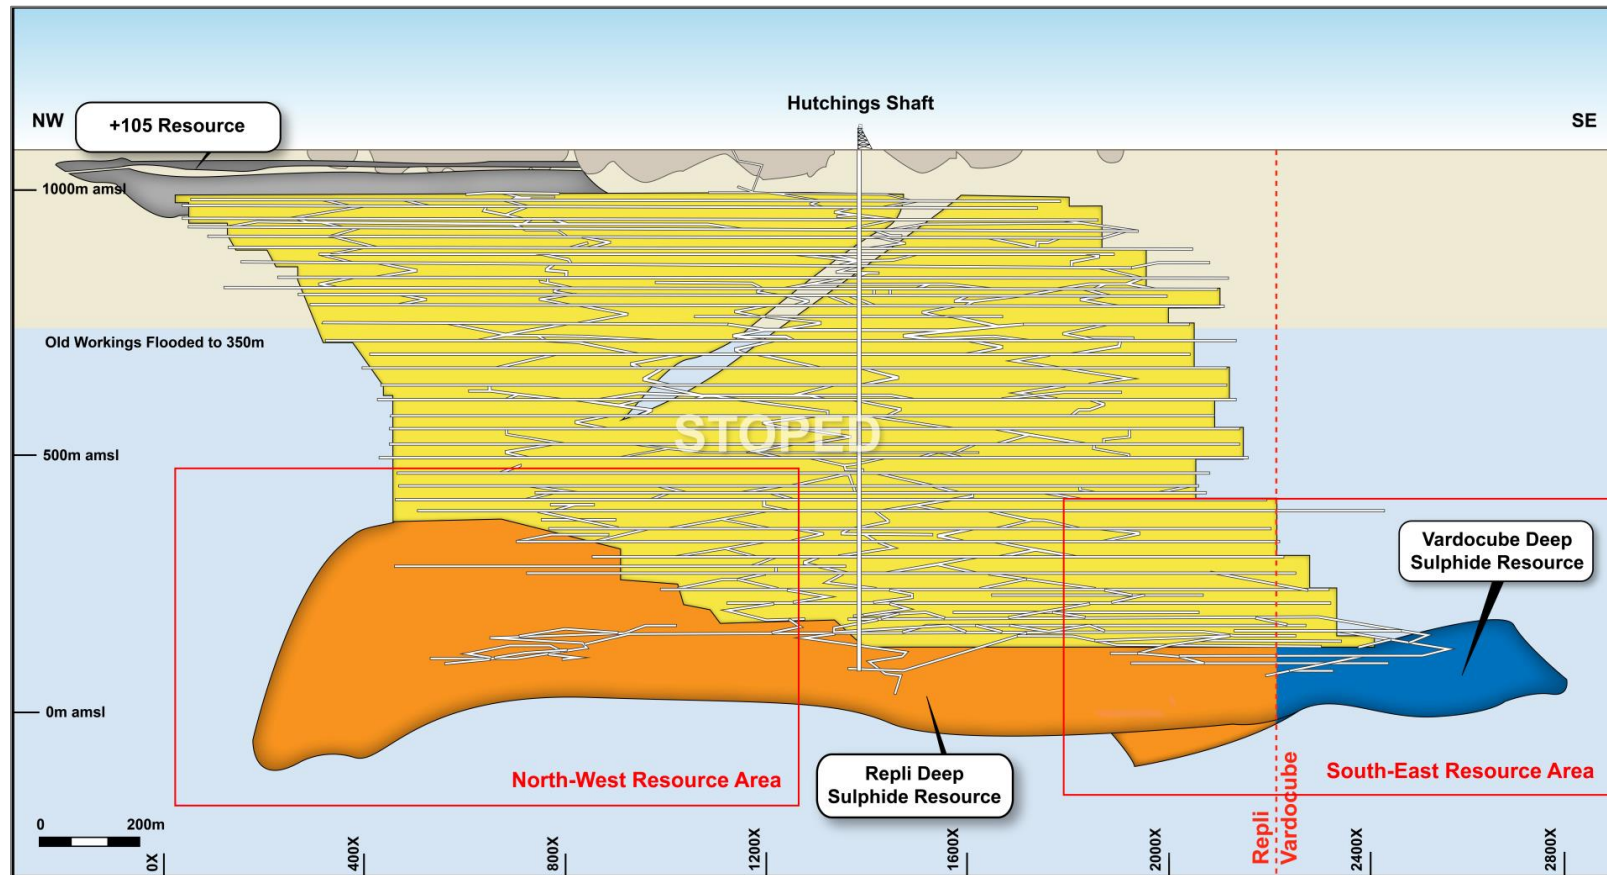 Hutchings Shaft
NW
+105 Resource
SE
1000m amsl
Old Workings Flooded to 350m
STOPED
500m amsl
Vardocube Deep
Sulphide Resource
0m amsl
North-West Resource Area
Repli Deep
Sulphide Resource
South-East Resource Area
Repli
Vardocube
0
200m
0X
400X
800X
1200X
1600X
2000X
2400X
2800X